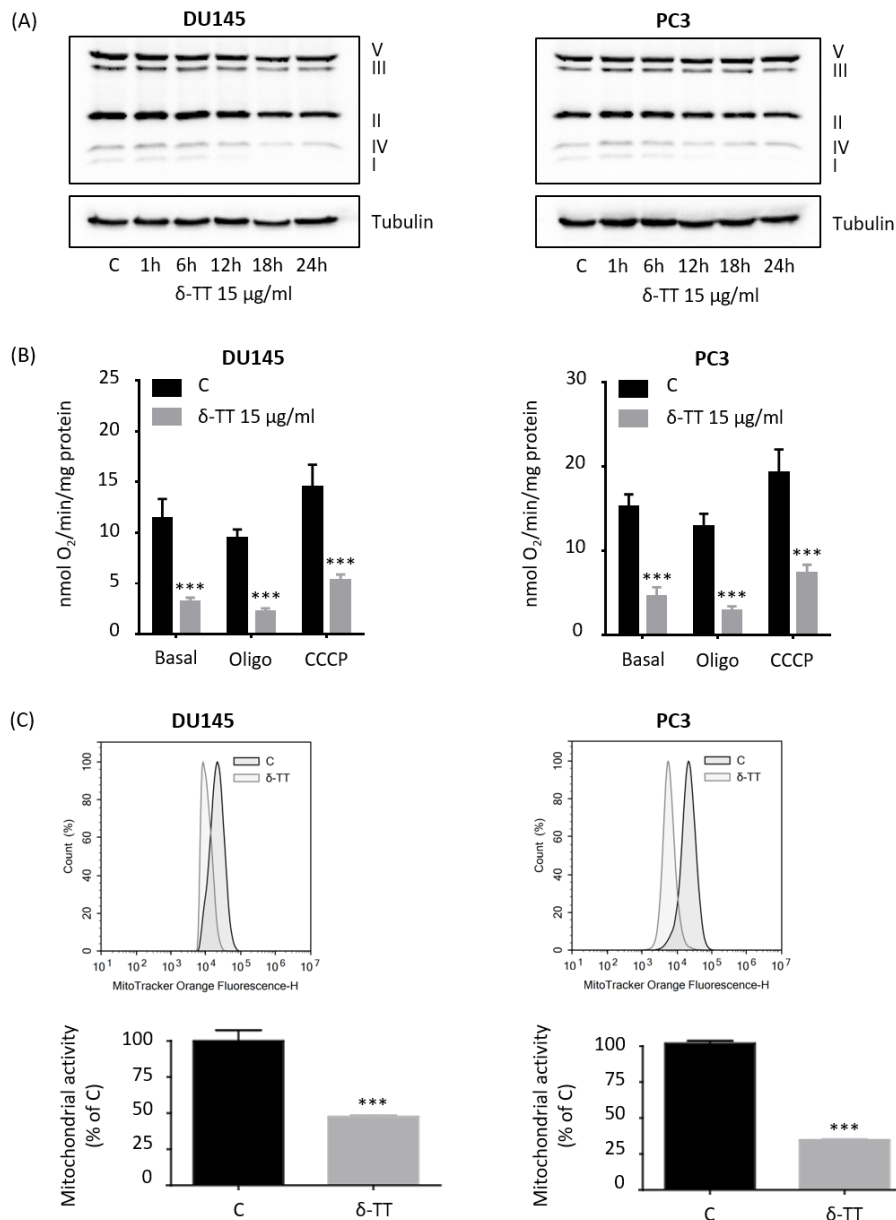 (A)
DU145
V
III
II
IV
I
Tubulin
C 1h 6h 12h 18h 24h
δ-TT 15 µg/ml
PC3
V
III
II
IV
I
Tubulin
C 1h 6h 12h 18h 24h
δ-TT 15 µg/ml
(B)
DU145
nmol O2/min/mg protein
25
20
15
10
5
0
C
δ-TT 15 µg/ml
***
***
***
Basal Oligo CCCP
PC3
nmol O2/min/mg protein
30
20
10
0
C
δ-TT 15 µg/ml
***
***
***
Basal Oligo CCCP
(C)
DU145
Count (%)
100
80
60
40
20
0
C
δ-TT
10^1 10^2 10^3 10^4 10^5 10^6 10^7
MitoTracker Orange Fluorescence-H
PC3
Count (%)
100
80
60
40
20
0
C
δ-TT
10^1 10^2 10^3 10^4 10^5 10^6 10^7
MitoTracker Orange Fluorescence-H
Mitochondrial activity
(% of C)
100
75
50
25
0
***
C δ-TT
Mitochondrial activity
(% of C)
100
75
50
25
0
***
C δ-TT